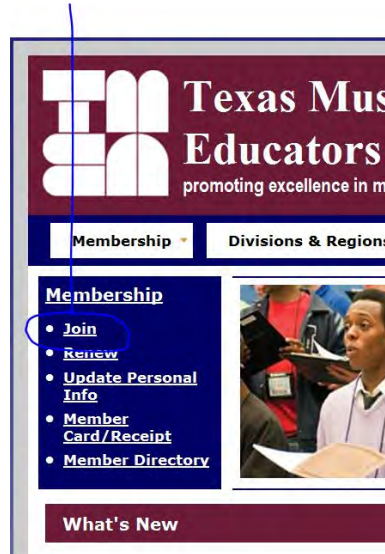 Texas Mus
Educators
promoting excellence in m
Membership
Divisions & Regions
Membership
Join
Renew
Update Personal
Info
Member
Card/Receipt
Member Directory
What's New